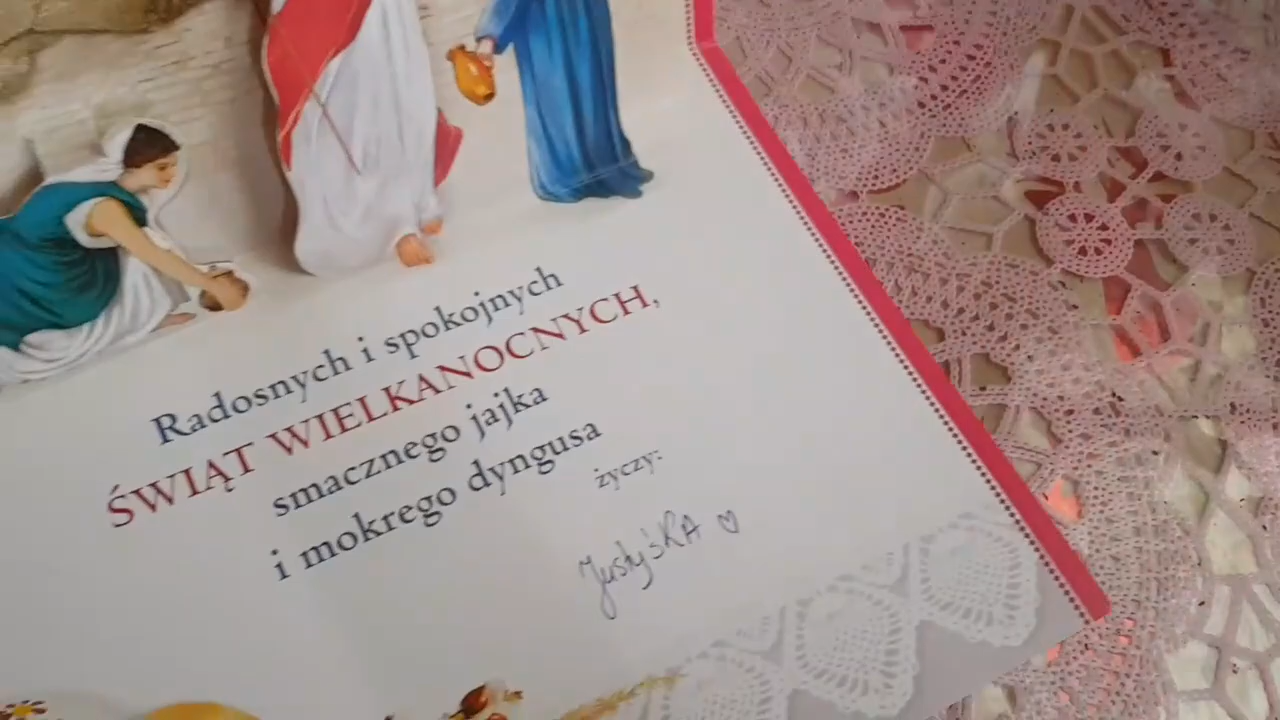 Radosnych i spokojnych
ŚWIĄT WIELKANOCNYCH,
smacznego jajka
i mokrego dyngusa
życzy:
Justyśka ♡